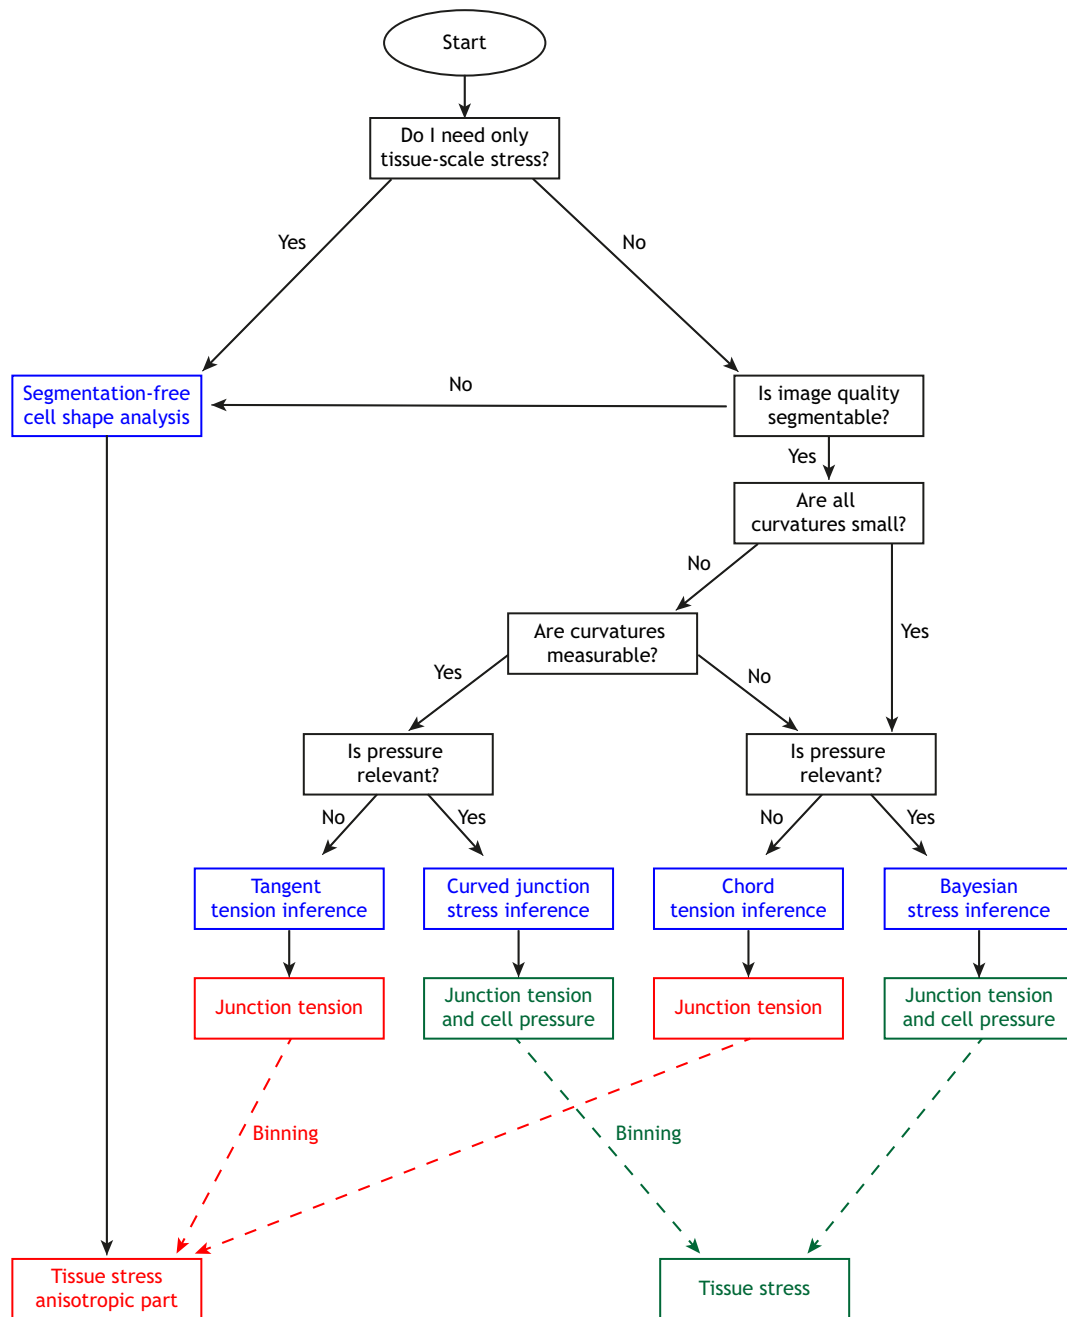 Start
Do I need only
tissue-scale stress?
Yes
No
Segmentation-free
cell shape analysis
No
Is image quality
segmentable?
Yes
Are all
curvatures small?
No
Yes
Are curvatures
measurable?
Yes
No
Is pressure
relevant?
Is pressure
relevant?
No
Yes
No
Yes
Tangent
tension inference
Curved junction
stress inference
Chord
tension inference
Bayesian
stress inference
Junction tension
Junction tension
and cell pressure
Junction tension
Junction tension
and cell pressure
Binning
Binning
Tissue stress
anisotropic part
Tissue stress